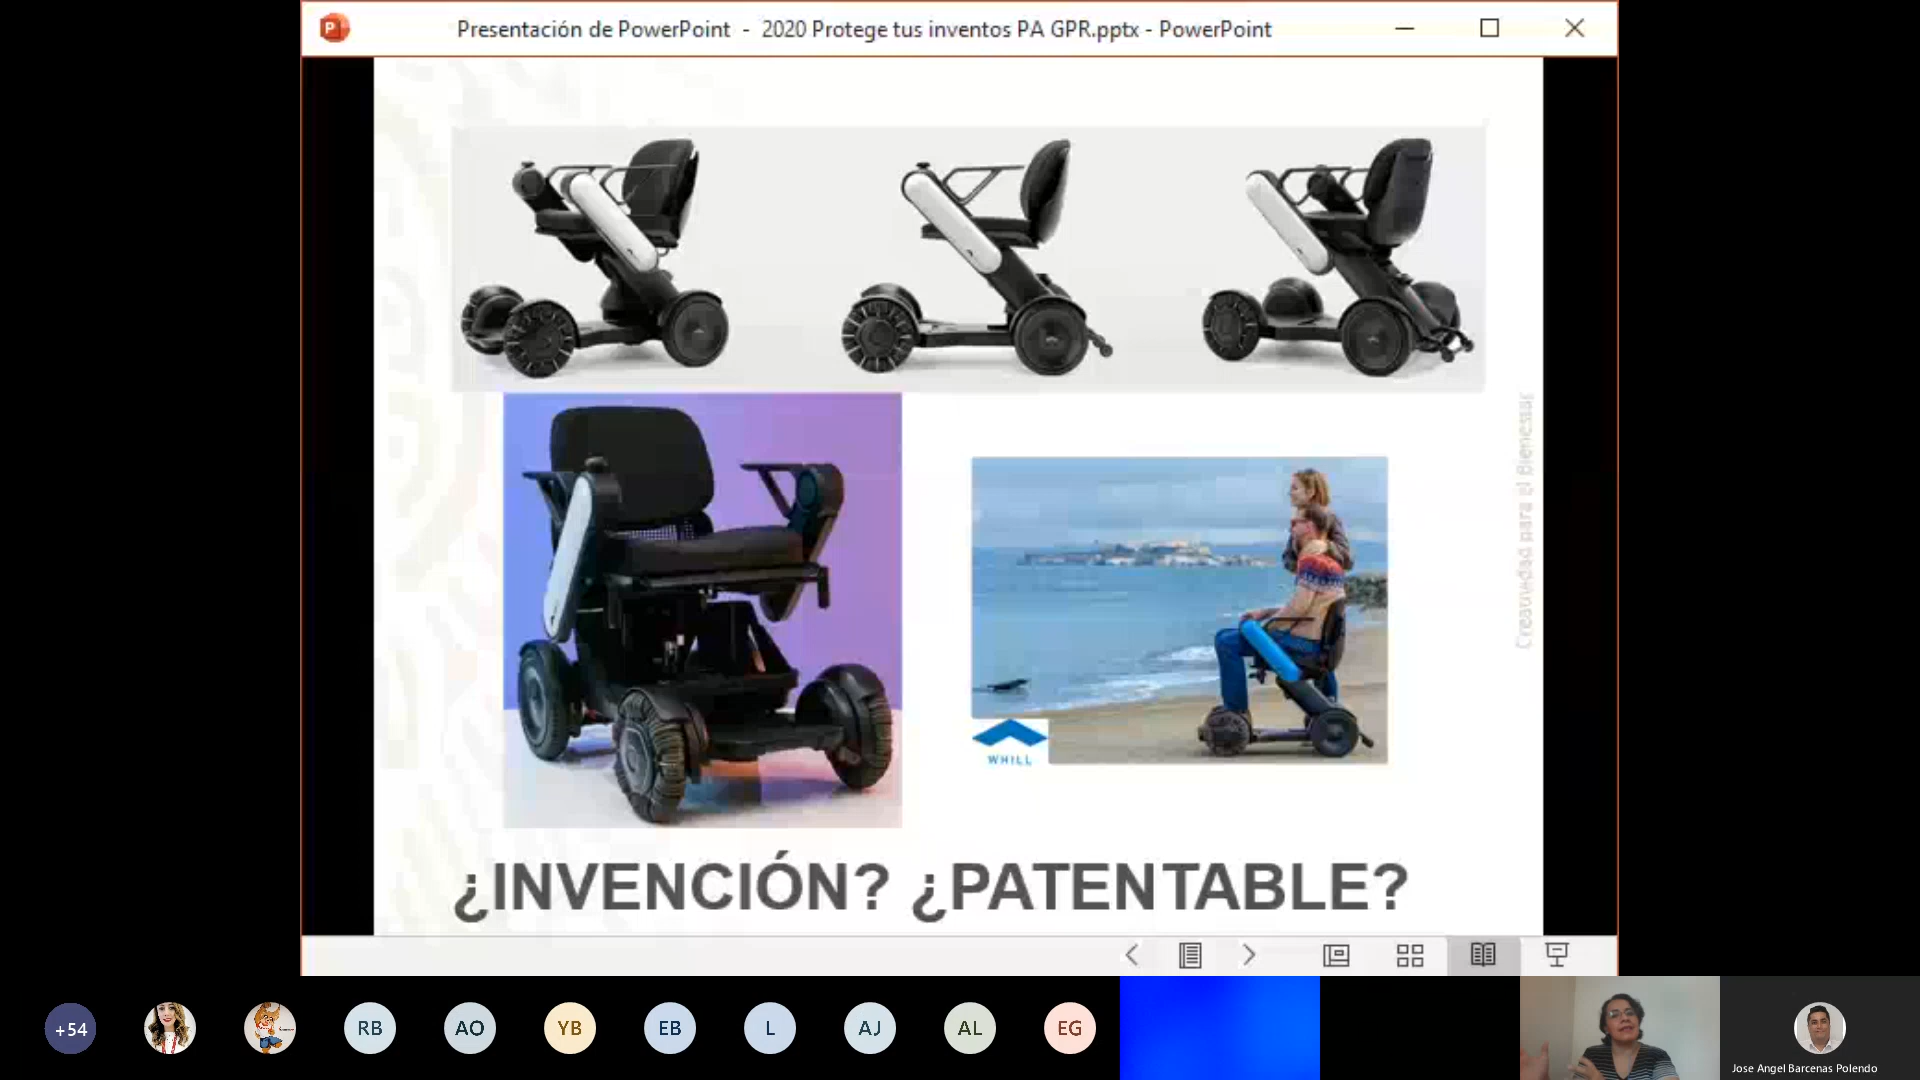 Presentación de PowerPoint - 2020 Protege tus inventos PA GPR.pptx - PowerPoint
Creatividad para el Bienestar
WHILL
¿INVENCIÓN? ¿PATENTABLE?
+54
RB
AO
YB
EB
L
AJ
AL
EG
Jose Angel Barcenas Polendo